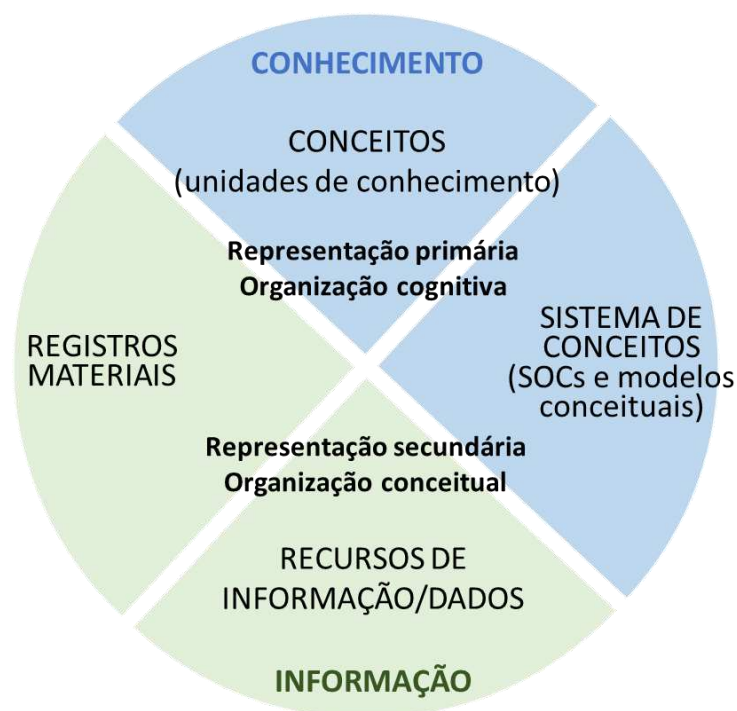 CONHECIMENTO
CONCEITOS
(unidades de conhecimento)
Representação primária
Organização cognitiva
SISTEMA DE
CONCEITOS
(SOCs e modelos
conceituais)
REGISTROS
MATERIAIS
Representação secundária
Organização conceitual
RECURSOS DE
INFORMAÇÃO/DADOS
INFORMAÇÃO